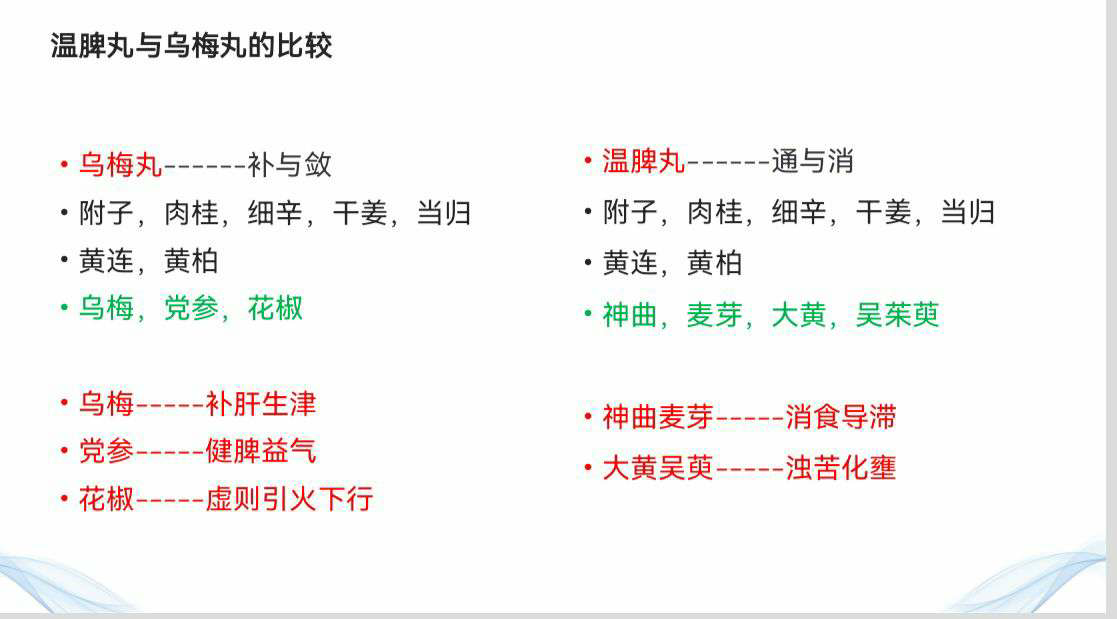 温脾丸与乌梅丸的比较
• 乌梅丸------补与敛
• 附子，肉桂，细辛，干姜，当归
• 黄连，黄柏
• 乌梅，党参，花椒
• 乌梅-----补肝生津
• 党参-----健脾益气
• 花椒-----虚则引火下行
• 温脾丸------通与消
• 附子，肉桂，细辛，干姜，当归
• 黄连，黄柏
• 神曲，麦芽，大黄，吴茱萸
• 神曲麦芽-----消食导滞
• 大黄吴萸-----浊苦化壅